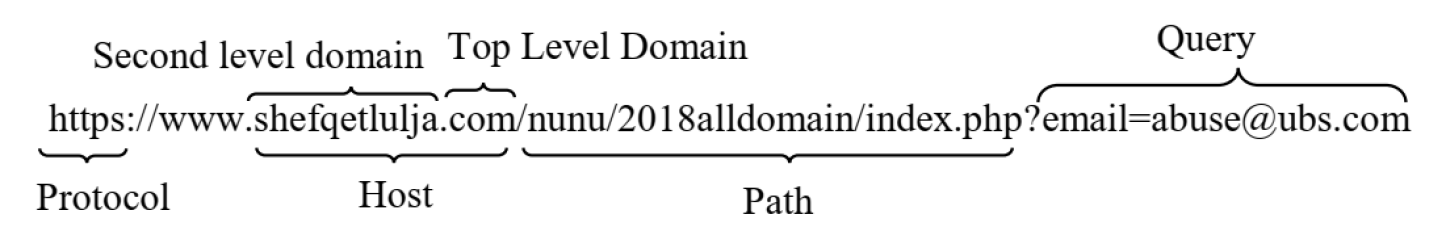 Second level domain Top Level Domain Query
https://www.shefqetlulja.com/nunu/2018alldomain/index.php?email=abuse@ubs.com
Protocol Host Path